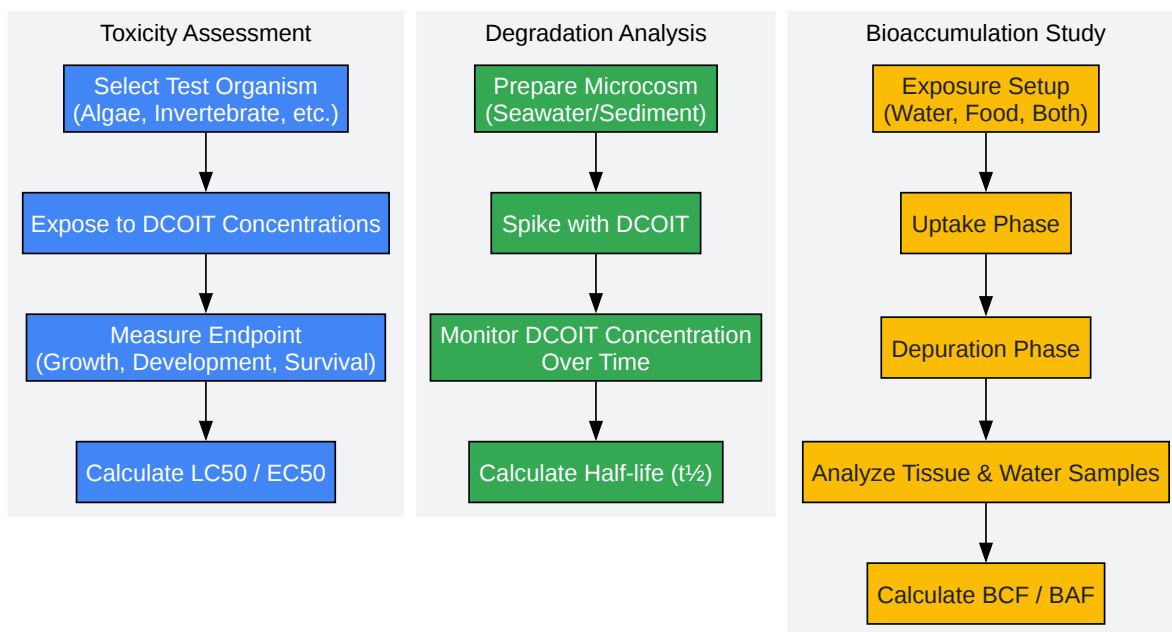 Toxicity Assessment
Select Test Organism
(Algae, Invertebrate, etc.)
Expose to DCOIT Concentrations
Measure Endpoint
(Growth, Development, Survival)
Calculate LC50 / EC50
Degradation Analysis
Prepare Microcosm
(Seawater/Sediment)
Spike with DCOIT
Monitor DCOIT Concentration
Over Time
Calculate Half-life (t½)
Bioaccumulation Study
Exposure Setup
(Water, Food, Both)
Uptake Phase
Depuration Phase
Analyze Tissue & Water Samples
Calculate BCF / BAF